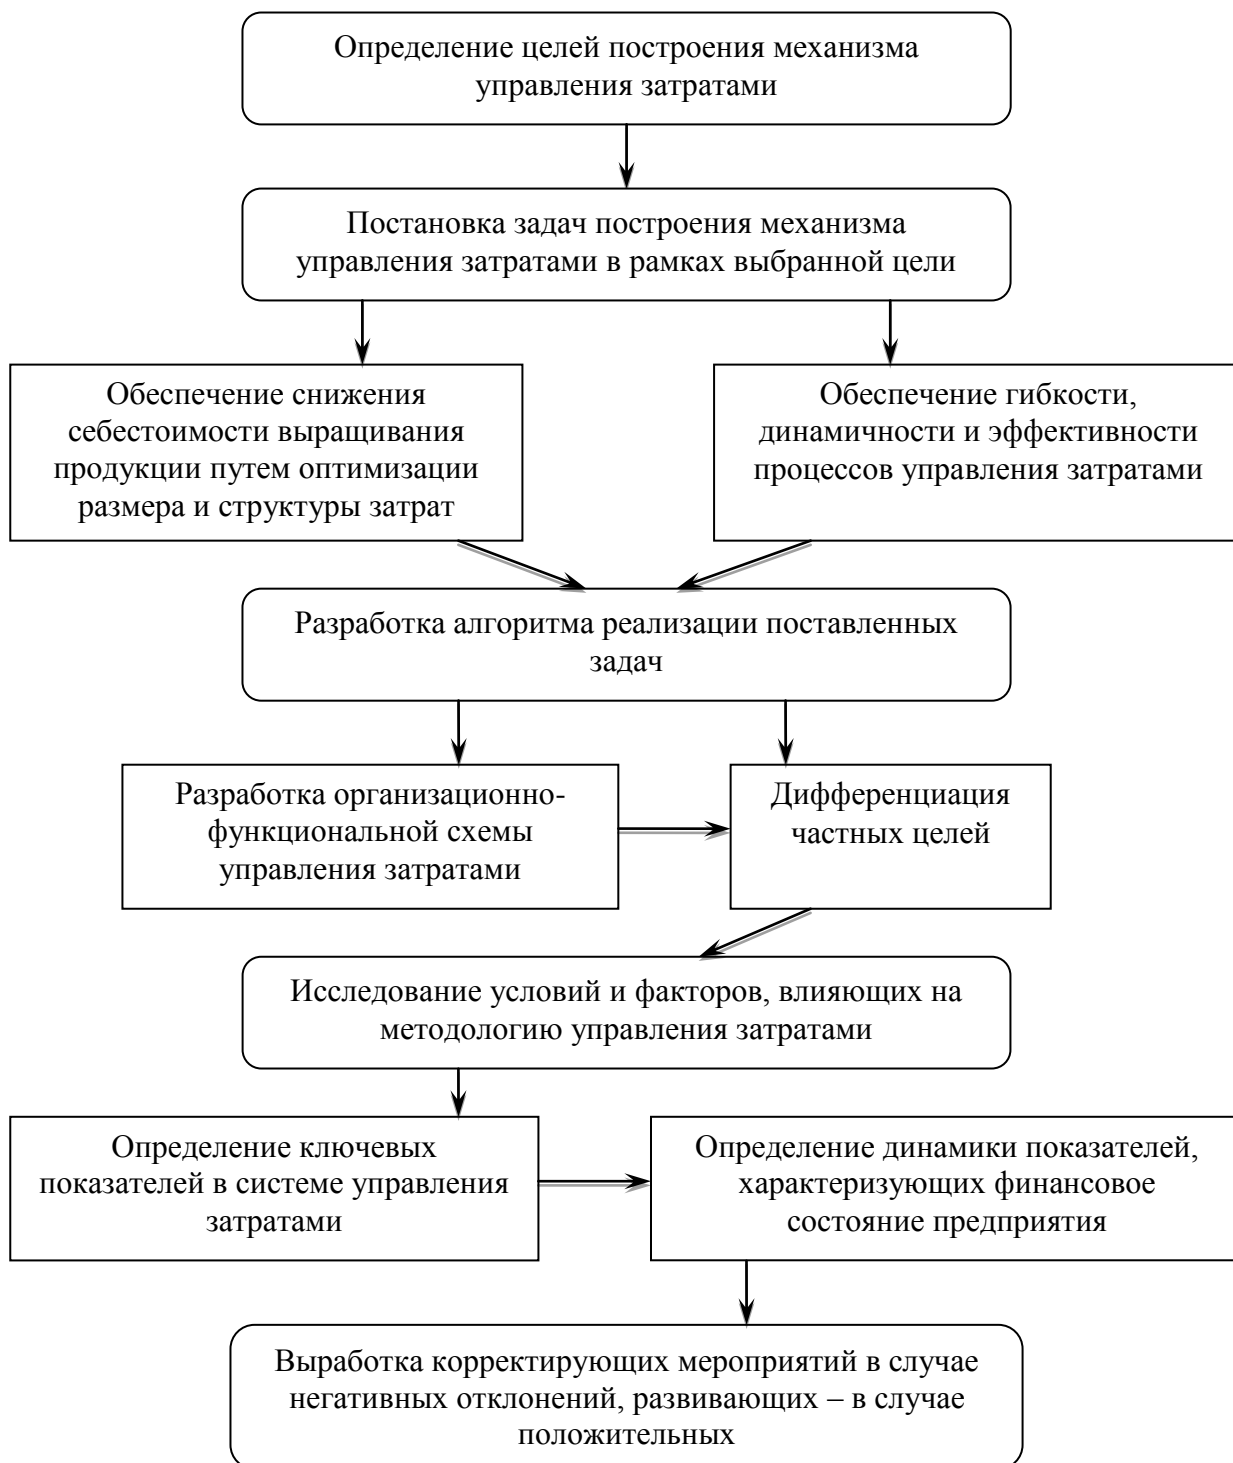 Определение целей построения механизма
управления затратами
Постановка задач построения механизма
управления затратами в рамках выбранной цели
Обеспечение снижения
себестоимости выращивания
продукции путем оптимизации
размера и структуры затрат
Обеспечение гибкости,
динамичности и эффективности
процессов управления затратами
Разработка алгоритма реализации поставленных
задач
Разработка организационно-
функциональной схемы
управления затратами
Дифференциация
частных целей
Исследование условий и факторов, влияющих на
методологию управления затратами
Определение ключевых
показателей в системе управления
затратами
Определение динамики показателей,
характеризующих финансовое
состояние предприятия
Выработка корректирующих мероприятий в случае
негативных отклонений, развивающих – в случае
положительных